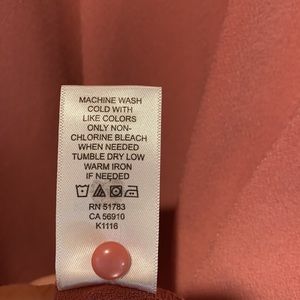 MACHINE WASH
COLD WITH
LIKE COLORS
ONLY NON-
CHLORINE BLEACH
WHEN NEEDED
TUMBLE DRY LOW
WARM IRON
IF NEEDED
RN 51783
CA 56910
K1116